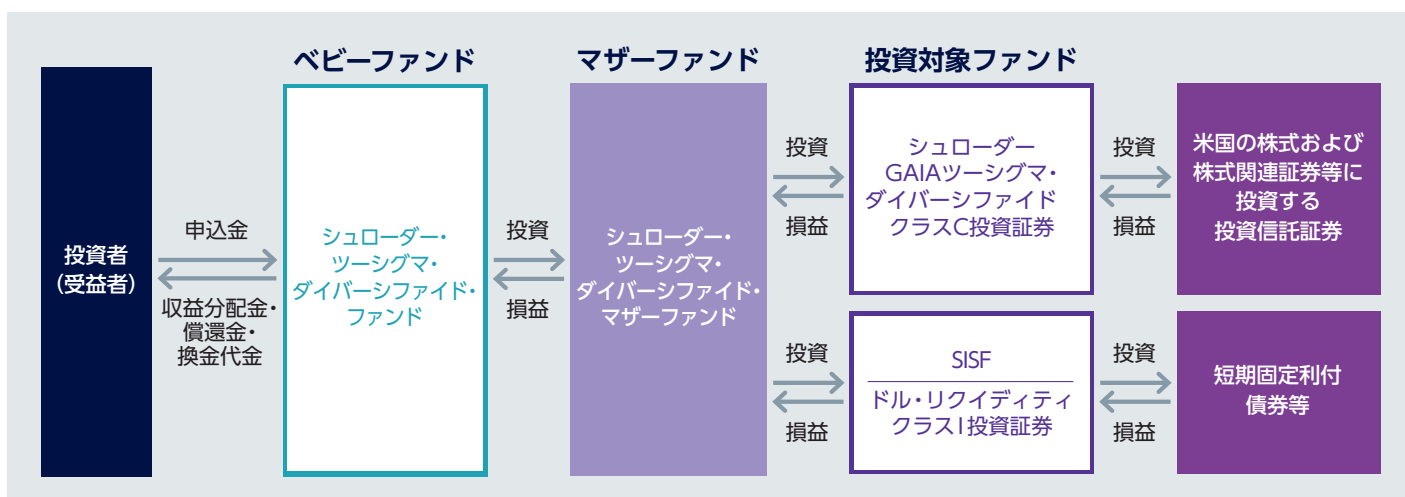 ベビーファンド
マザーファンド
投資対象ファンド
投資者
(受益者)
申込金
収益分配金・
償還金・
換金代金
シュローダー・
ツーシグマ・
ダイバーシファイド・
ファンド
投資
損益
シュローダー・
ツーシグマ・
ダイバーシファイド・
マザーファンド
投資
損益
シュローダー
GAIAツーシグマ・
ダイバーシファイド
クラスC投資証券
投資
損益
米国の株式および
株式関連証券等に
投資する
投資信託証券
投資
損益
SISF
ドル・リクイディティ
クラスI投資証券
投資
損益
短期固定利付
債券等